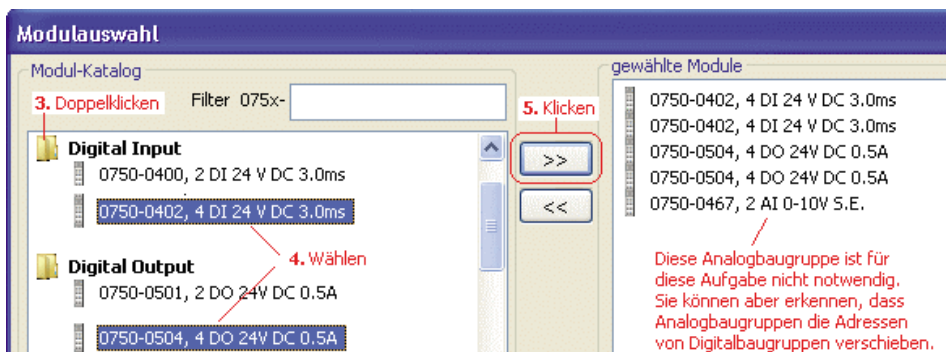 Modulauswahl
Modul-Katalog
3. Doppelklicken
Filter 075x-
Digital Input
0750-0400, 2 DI 24 V DC 3.0ms
0750-0402, 4 DI 24 V DC 3.0ms
4. Wählen
Digital Output
0750-0501, 2 DO 24V DC 0.5A
0750-0504, 4 DO 24V DC 0.5A
5. Klicken
>>
<<
gewählte Module
0750-0402, 4 DI 24 V DC 3.0ms
0750-0402, 4 DI 24 V DC 3.0ms
0750-0504, 4 DO 24V DC 0.5A
0750-0504, 4 DO 24V DC 0.5A
0750-0467, 2 AI 0-10V S.E.
Diese Analogbaugruppe ist für
diese Aufgabe nicht notwendig.
Sie können aber erkennen, dass
Analogbaugruppen die Adressen
von Digitalbaugruppen verschieben.